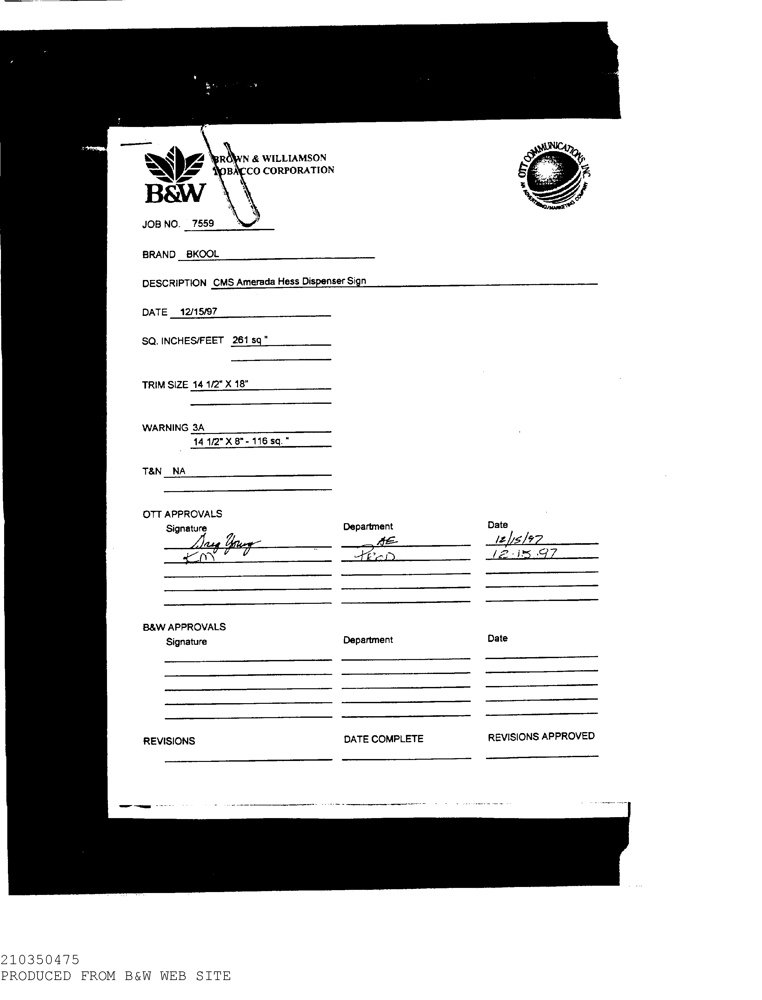 BROWN & WILLIAMSON
TOBACCO CORPORATION
B&W
OTT COMMUNICATIONS, INC
AN ADVERTISING/MARKETING COMPANY
JOB NO. 7559
BRAND BKOOL
DESCRIPTION CMS Amerada Hess Dispenser Sign
DATE 12/15/97
SQ. INCHES/FEET 261 sq "
TRIM SIZE 14 1/2" X 18"
WARNING 3A
14 1/2" X 8" - 116 sq. "
T&N NA
OTT APPROVALS
Signature Department Date
Greg Young AE 12/15/97
KM 12.15.97
B&W APPROVALS
Signature Department Date
REVISIONS DATE COMPLETE REVISIONS APPROVED
210350475
PRODUCED FROM B&W WEB SITE